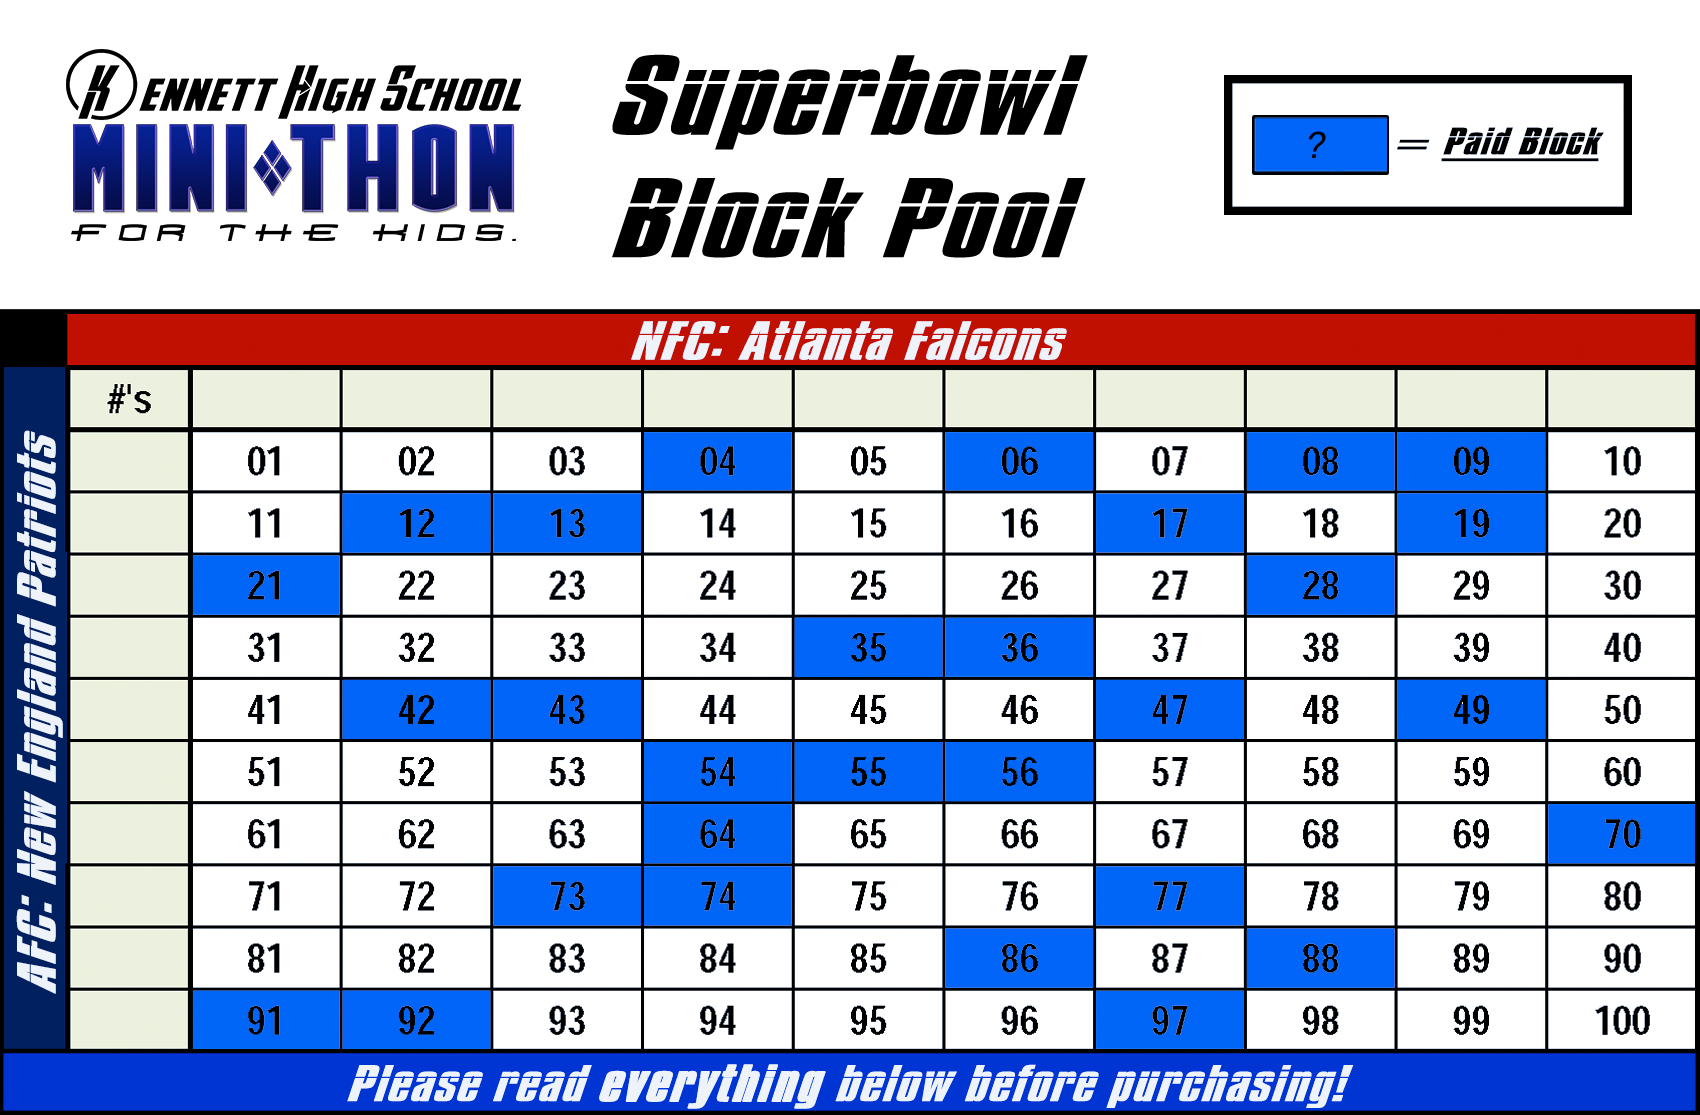 KENNETT HIGH SCHOOL
MINI THON
FOR THE KIDS.
Superbowl
Block Pool
? = Paid Block
NFC: Atlanta Falcons
AFC: New England Patriots
#'s
01 02 03 04 05 06 07 08 09 10
11 12 13 14 15 16 17 18 19 20
21 22 23 24 25 26 27 28 29 30
31 32 33 34 35 36 37 38 39 40
41 42 43 44 45 46 47 48 49 50
51 52 53 54 55 56 57 58 59 60
61 62 63 64 65 66 67 68 69 70
71 72 73 74 75 76 77 78 79 80
81 82 83 84 85 86 87 88 89 90
91 92 93 94 95 96 97 98 99 100
Please read everything below before purchasing!